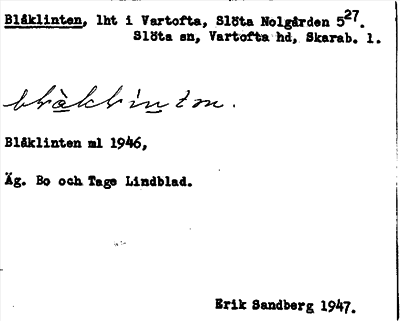 Blåklinten, lht i Vartofta, Slöta Nolgården 5²⁷.
Slöta sn, Vartofta hd, Skarab. l.
Blåklinten ml 1946,
Äg. Bo och Tage Lindblad.
Erik Sandberg 1947.